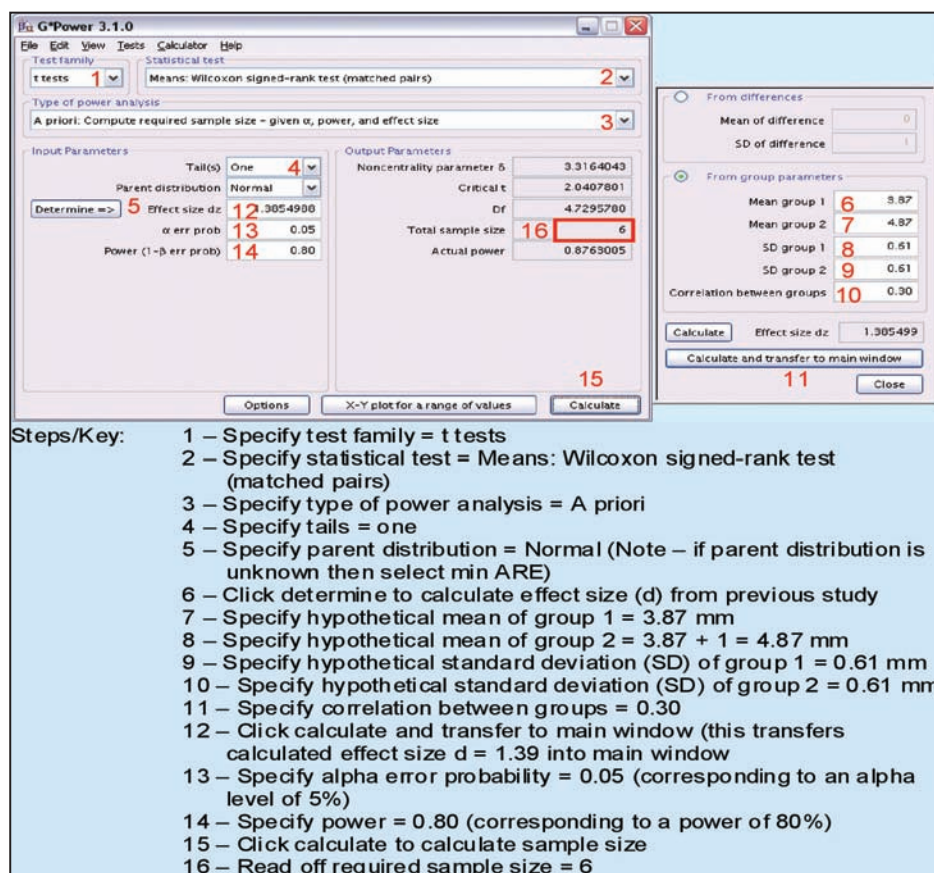 G*Power 3.1.0
File Edit View Tests Calculator Help
Test family
Statistical test
t tests 1
Means: Wilcoxon signed-rank test (matched pairs) 2
Type of power analysis
A priori: Compute required sample size – given α, power, and effect size 3
Input Parameters
Tail(s) One 4
Parent distribution Normal
Determine => 5 Effect size dz 12 1.3054988
α err prob 13 0.05
Power (1-β err prob) 14 0.80
Output Parameters
Noncentrality parameter δ 3.3164043
Critical t 2.0407801
Df 4.7295780
Total sample size 16 6
Actual power 0.8763005
15
Options X-Y plot for a range of values Calculate
From differences
Mean of difference 0
SD of difference 1
From group parameters
Mean group 1 6 3.87
Mean group 2 7 4.87
SD group 1 8 0.61
SD group 2 9 0.61
Correlation between groups 10 0.30
Calculate Effect size dz 1.385499
Calculate and transfer to main window
11
Close
Steps/Key: 1 – Specify test family = t tests
2 – Specify statistical test = Means: Wilcoxon signed-rank test
(matched pairs)
3 – Specify type of power analysis = A priori
4 – Specify tails = one
5 – Specify parent distribution = Normal (Note – if parent distribution is
unknown then select min ARE)
6 – Click determine to calculate effect size (d) from previous study
7 – Specify hypothetical mean of group 1 = 3.87 mm
8 – Specify hypothetical mean of group 2 = 3.87 + 1 = 4.87 mm
9 – Specify hypothetical standard deviation (SD) of group 1 = 0.61 mm
10 – Specify hypothetical standard deviation (SD) of group 2 = 0.61 mm
11 – Specify correlation between groups = 0.30
12 – Click calculate and transfer to main window (this transfers
calculated effect size d = 1.39 into main window
13 – Specify alpha error probability = 0.05 (corresponding to an alpha
level of 5%)
14 – Specify power = 0.80 (corresponding to a power of 80%)
15 – Click calculate to calculate sample size
16 – Read off required sample size = 6